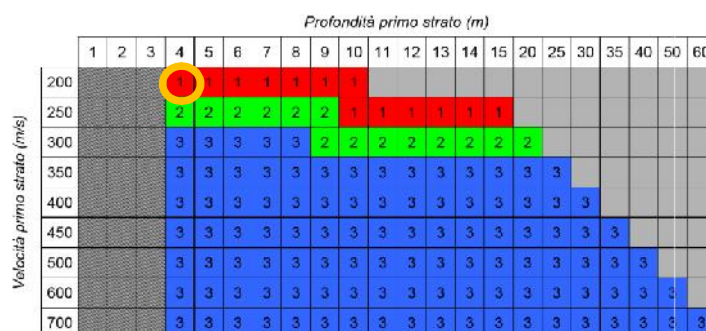 Profondità primo strato (m)
1 2 3 4 5 6 7 8 9 10 11 12 13 14 15 20 25 30 35 40 50 60
Velocità primo strato (m/s)
200 1 1 1 1 1 1 1
250 2 2 2 2 2 2 1 1 1 1 1 1
300 3 3 3 3 3 2 2 2 2 2 2 2 2
350 3 3 3 3 3 3 3 3 3 3 3 3 3 3
400 3 3 3 3 3 3 3 3 3 3 3 3 3 3 3
450 3 3 3 3 3 3 3 3 3 3 3 3 3 3 3 3
500 3 3 3 3 3 3 3 3 3 3 3 3 3 3 3 3 3
600 3 3 3 3 3 3 3 3 3 3 3 3 3 3 3 3 3 3
700 3 3 3 3 3 3 3 3 3 3 3 3 3 3 3 3 3 3 3